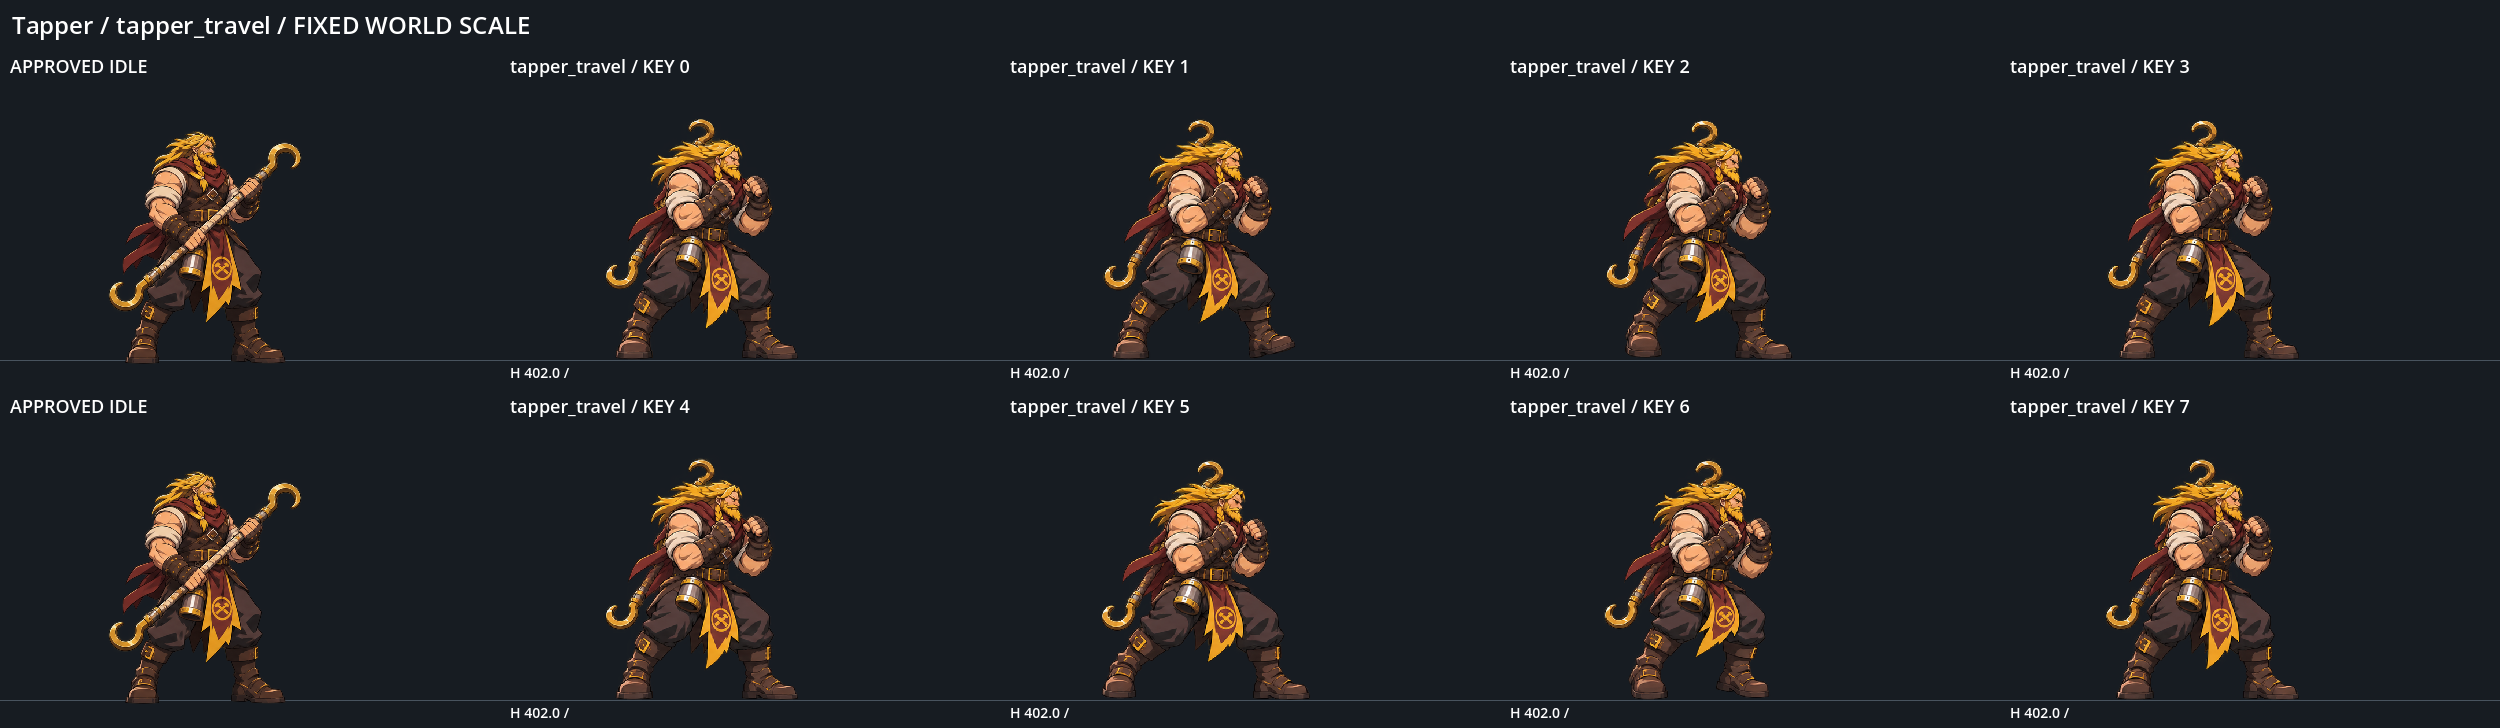 Tapper / tapper_travel / FIXED WORLD SCALE
APPROVED IDLE
tapper_travel / KEY 0
tapper_travel / KEY 1
tapper_travel / KEY 2
tapper_travel / KEY 3
H 402.0 /
H 402.0 /
H 402.0 /
H 402.0 /
APPROVED IDLE
tapper_travel / KEY 4
tapper_travel / KEY 5
tapper_travel / KEY 6
tapper_travel / KEY 7
H 402.0 /
H 402.0 /
H 402.0 /
H 402.0 /